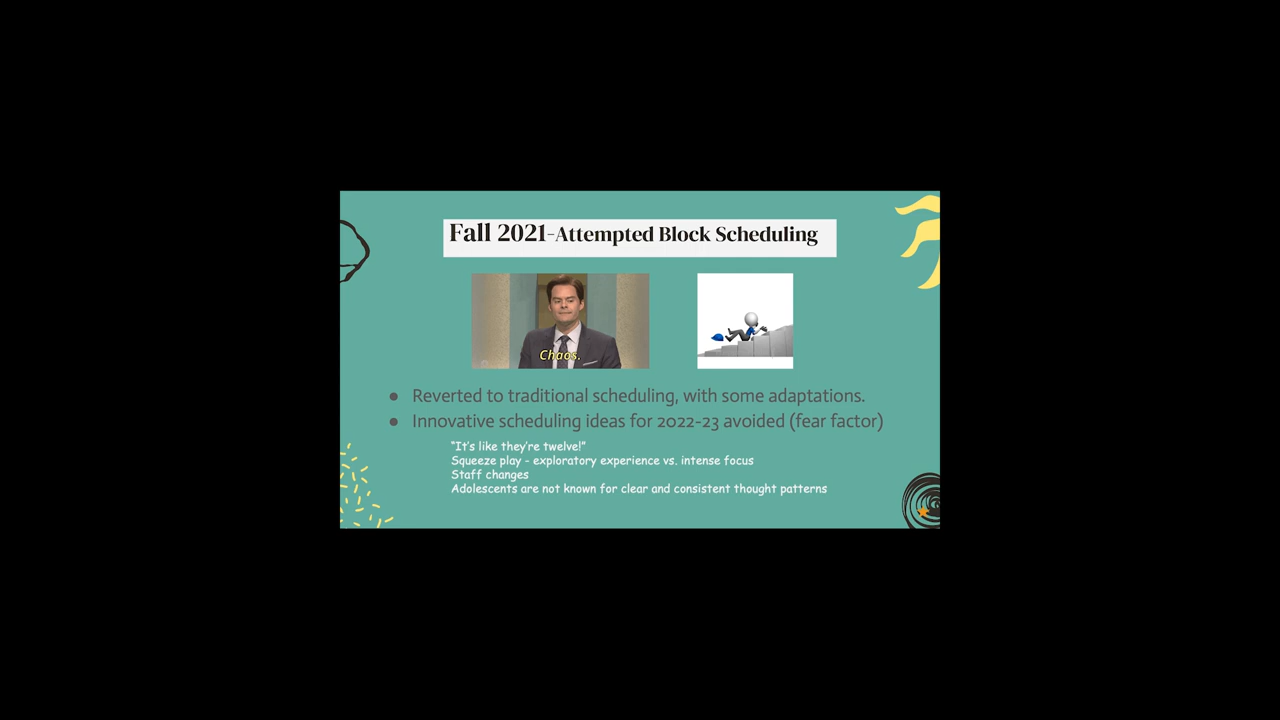 Fall 2021-Attempted Block Scheduling
Chaos.
● Reverted to traditional scheduling, with some adaptations.
● Innovative scheduling ideas for 2022-23 avoided (fear factor)
"It's like they're twelve!"
Squeeze play - exploratory experience vs. intense focus
Staff changes
Adolescents are not known for clear and consistent thought patterns